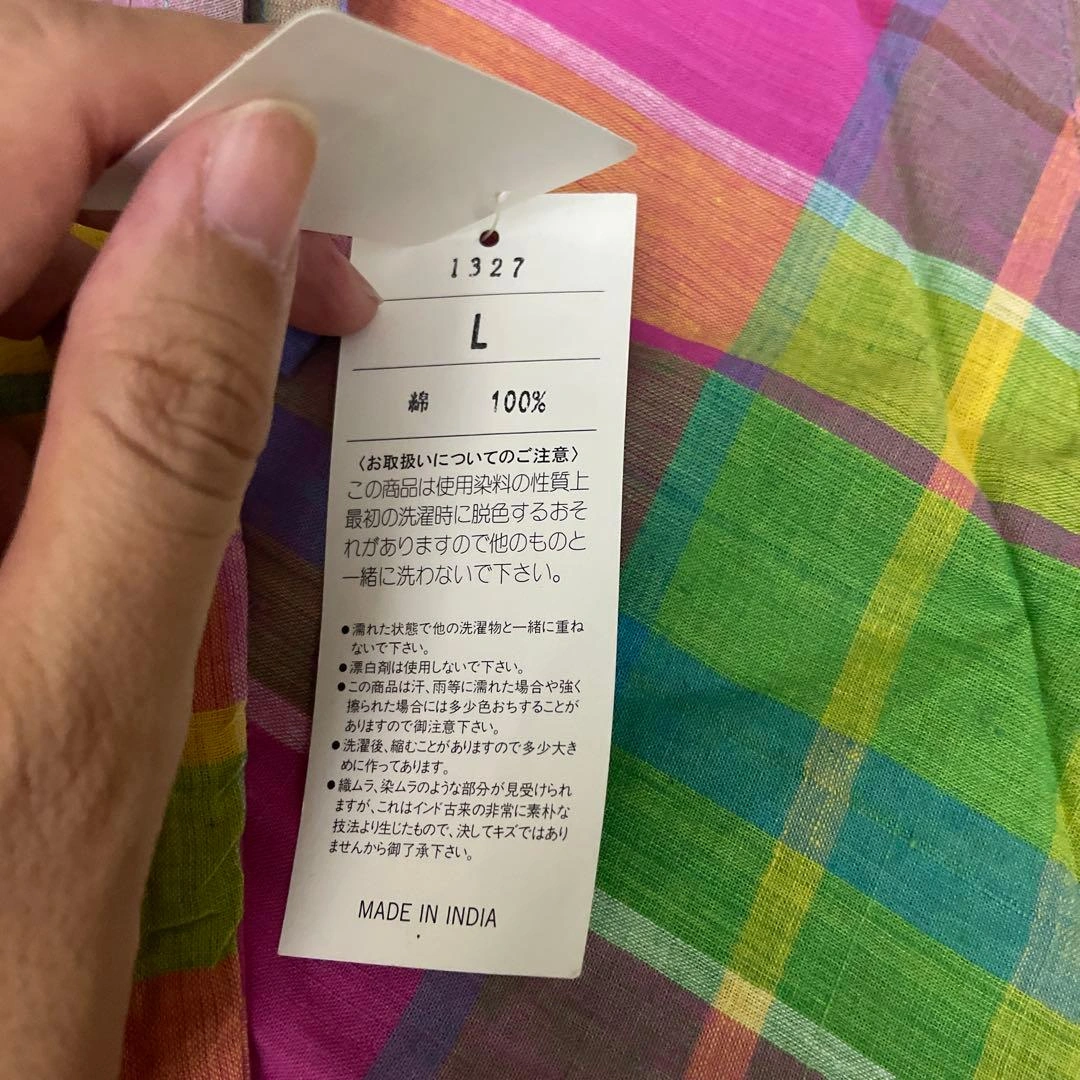 1327
L
綿 100%
〈お取扱いについてのご注意〉
この商品は使用染料の性質上
最初の洗濯時に脱色するおそ
れがありますので他のものと
一緒に洗わないで下さい。
●濡れた状態で他の洗濯物と一緒に重ね
ないで下さい。
●漂白剤は使用しないで下さい。
●この商品は汗、雨等に濡れた場合や強く
擦られた場合には多少色おちすることが
ありますので御注意下さい。
●洗濯後、縮むことがありますので多少大き
めに作ってあります。
●織ムラ、染ムラのような部分が見受けられ
ますが、これはインド古来の非常に素朴な
技法より生じたもので、決してキズではあり
ませんから御了承下さい。
MADE IN INDIA